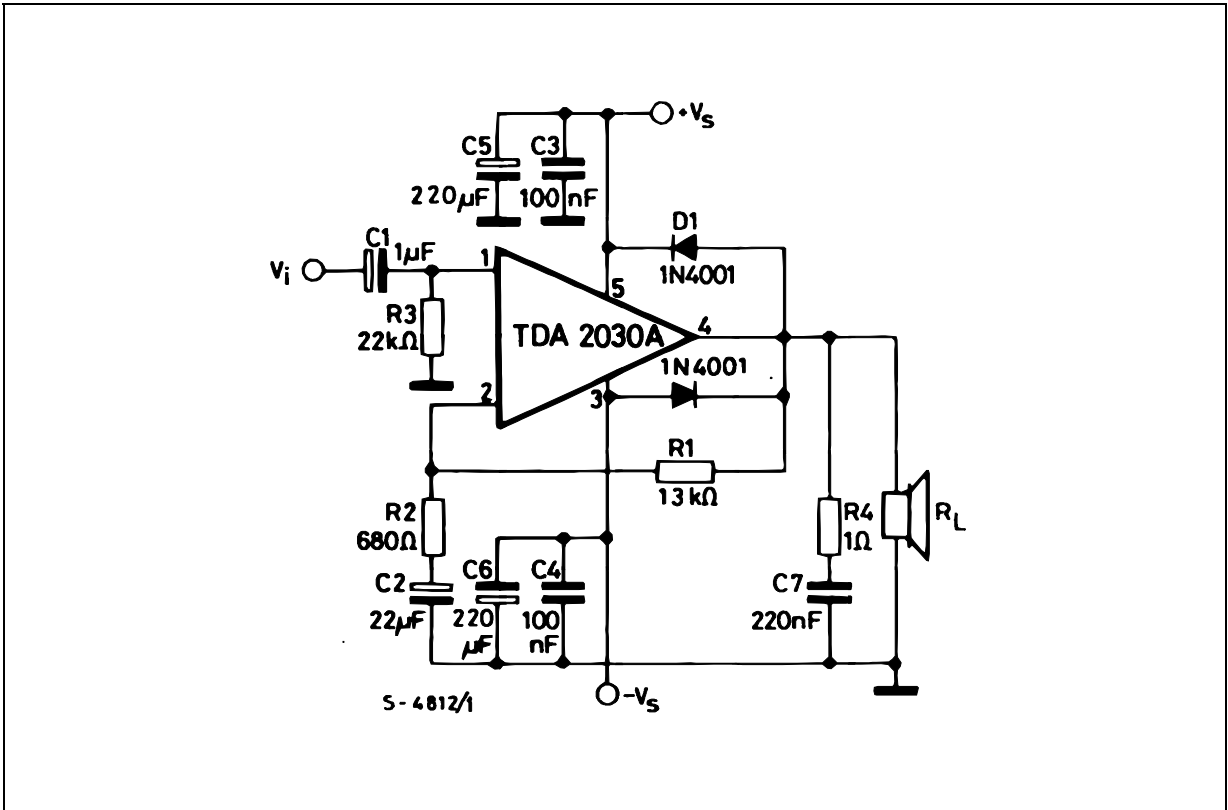 +Vs
C5
C3
220µF
100nF
D1
1N4001
C1
1µF
Vi
1
5
R3
22kΩ
TDA 2030A
4
1N4001
2
3
R1
13kΩ
R2
680Ω
R4
1Ω
RL
C2
22µF
C6
220
µF
C4
100
nF
C7
220nF
-Vs
S-4812/1